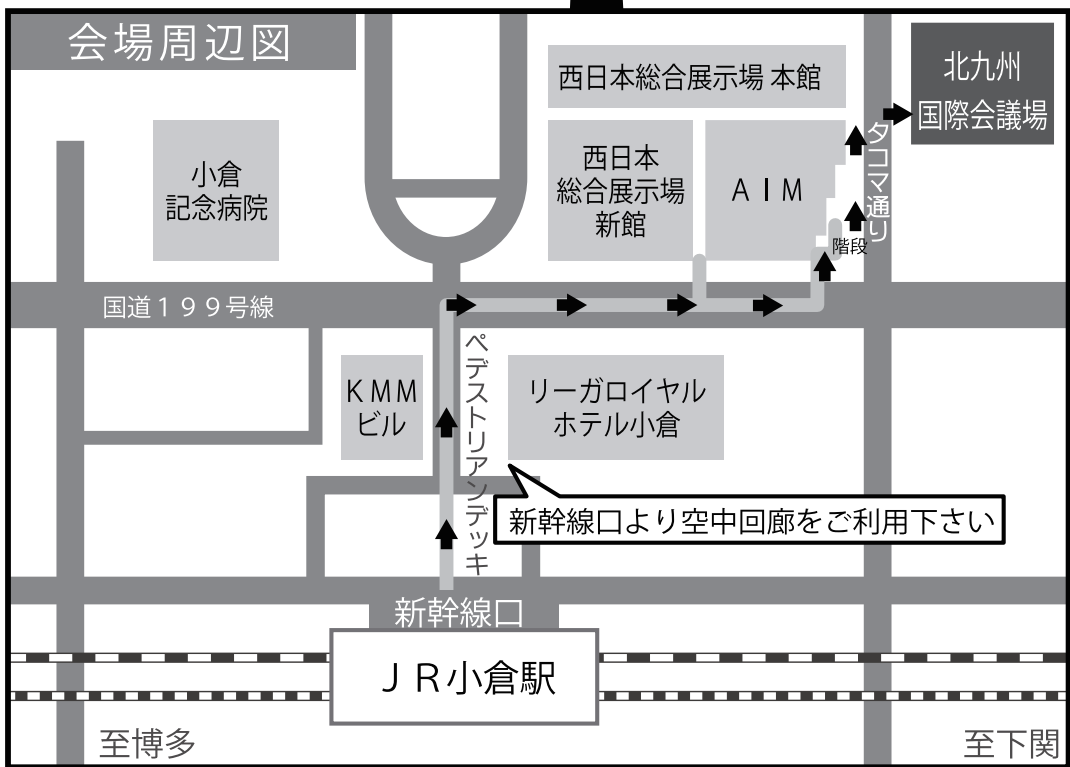 会場周辺図
西日本総合展示場 本館
北九州
国際会議場
小倉
記念病院
西日本
総合展示場
新館
ＡＩＭ
タコマ通り
階段
国道１９９号線
ペデストリアンデッキ
ＫＭＭ
ビル
リーガロイヤル
ホテル小倉
新幹線口より空中回廊をご利用下さい
新幹線口
ＪＲ小倉駅
至博多
至下関